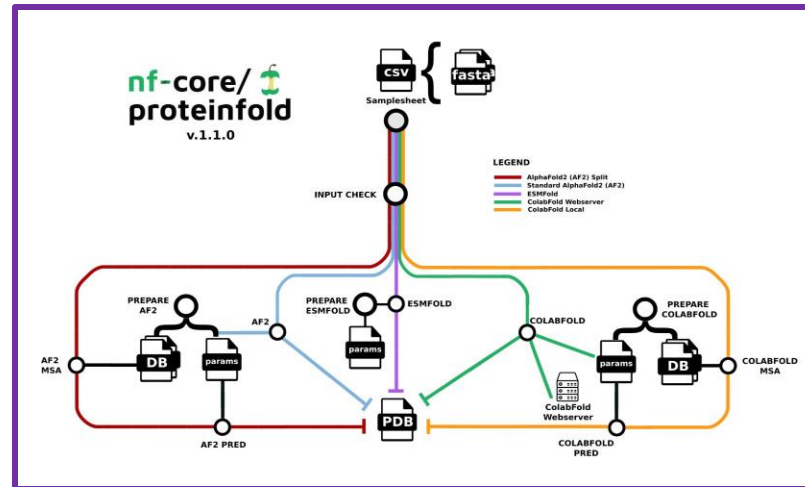 nf-core/
proteinfold
v.1.1.0
CSV
fasta
Samplesheet
INPUT CHECK
LEGEND
AlphaFold2 (AF2) Split
Standard AlphaFold2 (AF2)
ESMFold
ColabFold Webserver
ColabFold Local
PREPARE
AF2
DB
params
AF2
MSA
AF2
AF2 PRED
PREPARE
ESMFOLD
params
ESMFOLD
PDB
COLABFOLD
ColabFold
Webserver
PREPARE
COLABFOLD
params
DB
COLABFOLD
MSA
COLABFOLD
PRED